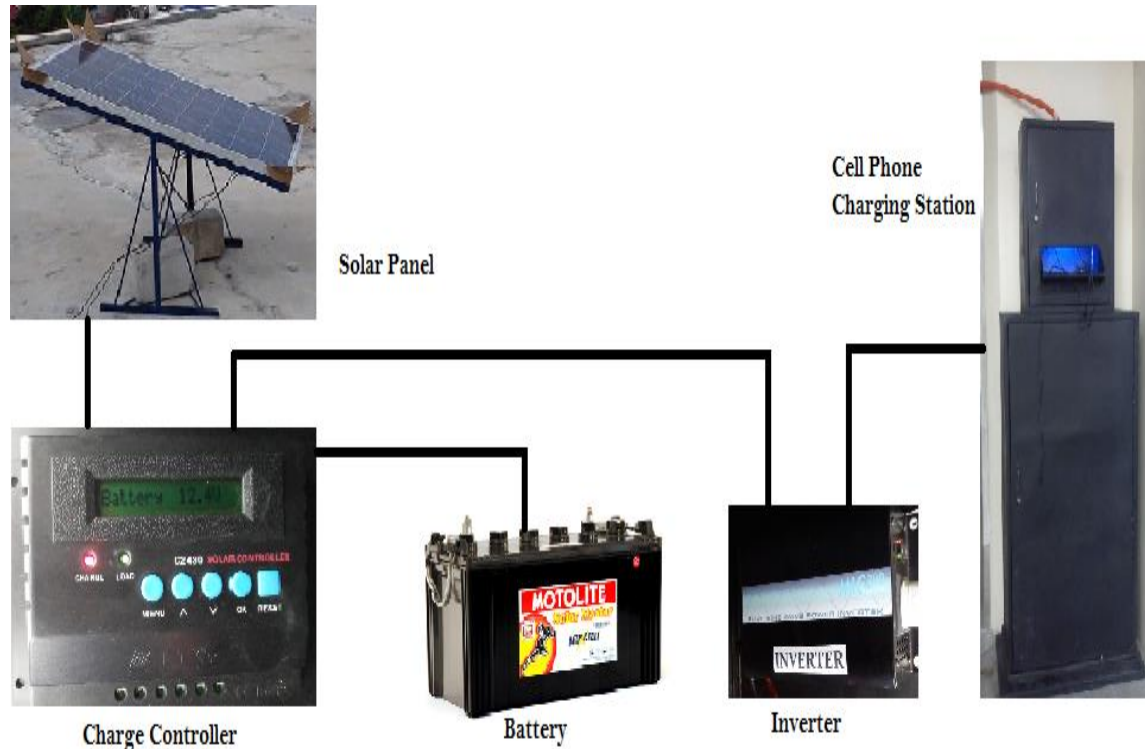 Solar Panel
Cell Phone
Charging Station
Battery 12.4V
CHARGE LOAD
SOLAR CONTROLLER
MENU OK RESET
MOTOLITE
INVERTER
Charge Controller
Battery
Inverter